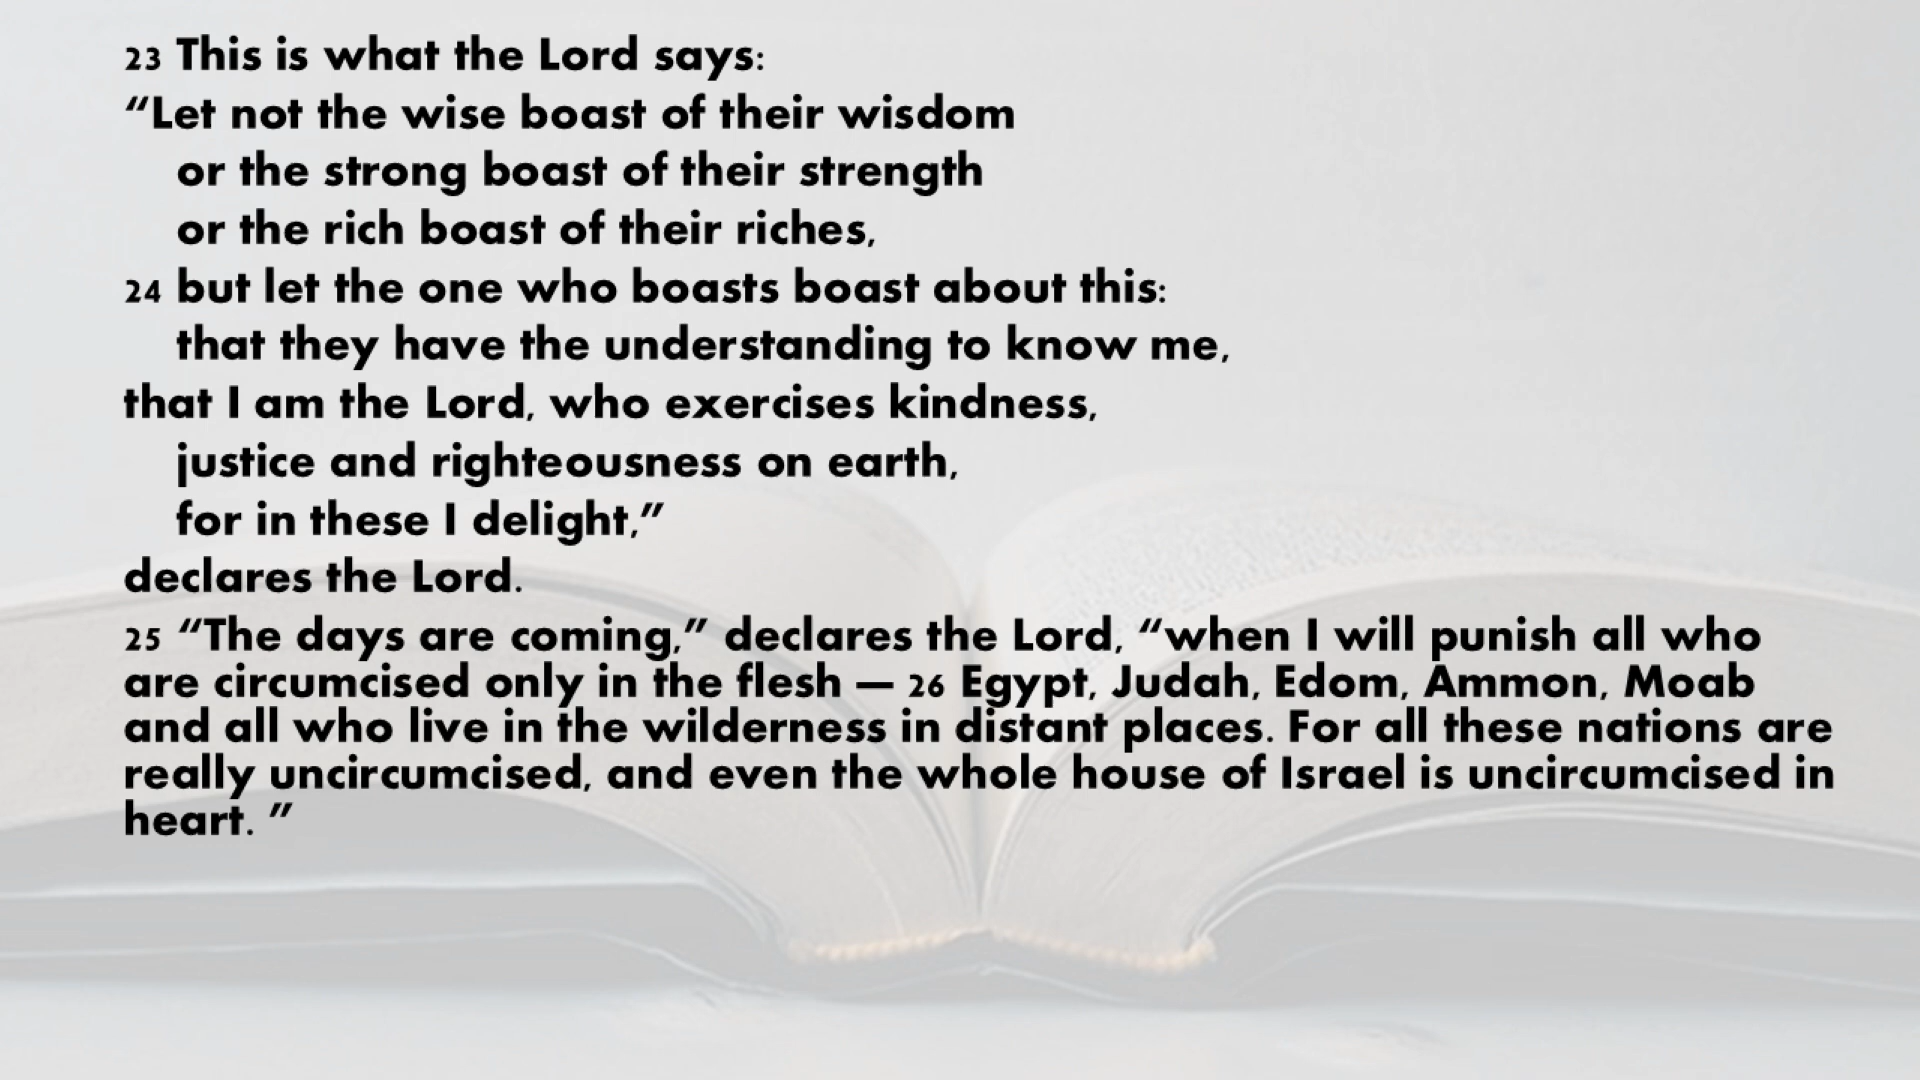 23 This is what the Lord says:
“Let not the wise boast of their wisdom
or the strong boast of their strength
or the rich boast of their riches,
24 but let the one who boasts boast about this:
that they have the understanding to know me,
that I am the Lord, who exercises kindness,
justice and righteousness on earth,
for in these I delight,”
declares the Lord.
25 “The days are coming,” declares the Lord, “when I will punish all who
are circumcised only in the flesh — 26 Egypt, Judah, Edom, Ammon, Moab
and all who live in the wilderness in distant places. For all these nations are
really uncircumcised, and even the whole house of Israel is uncircumcised in
heart. ”